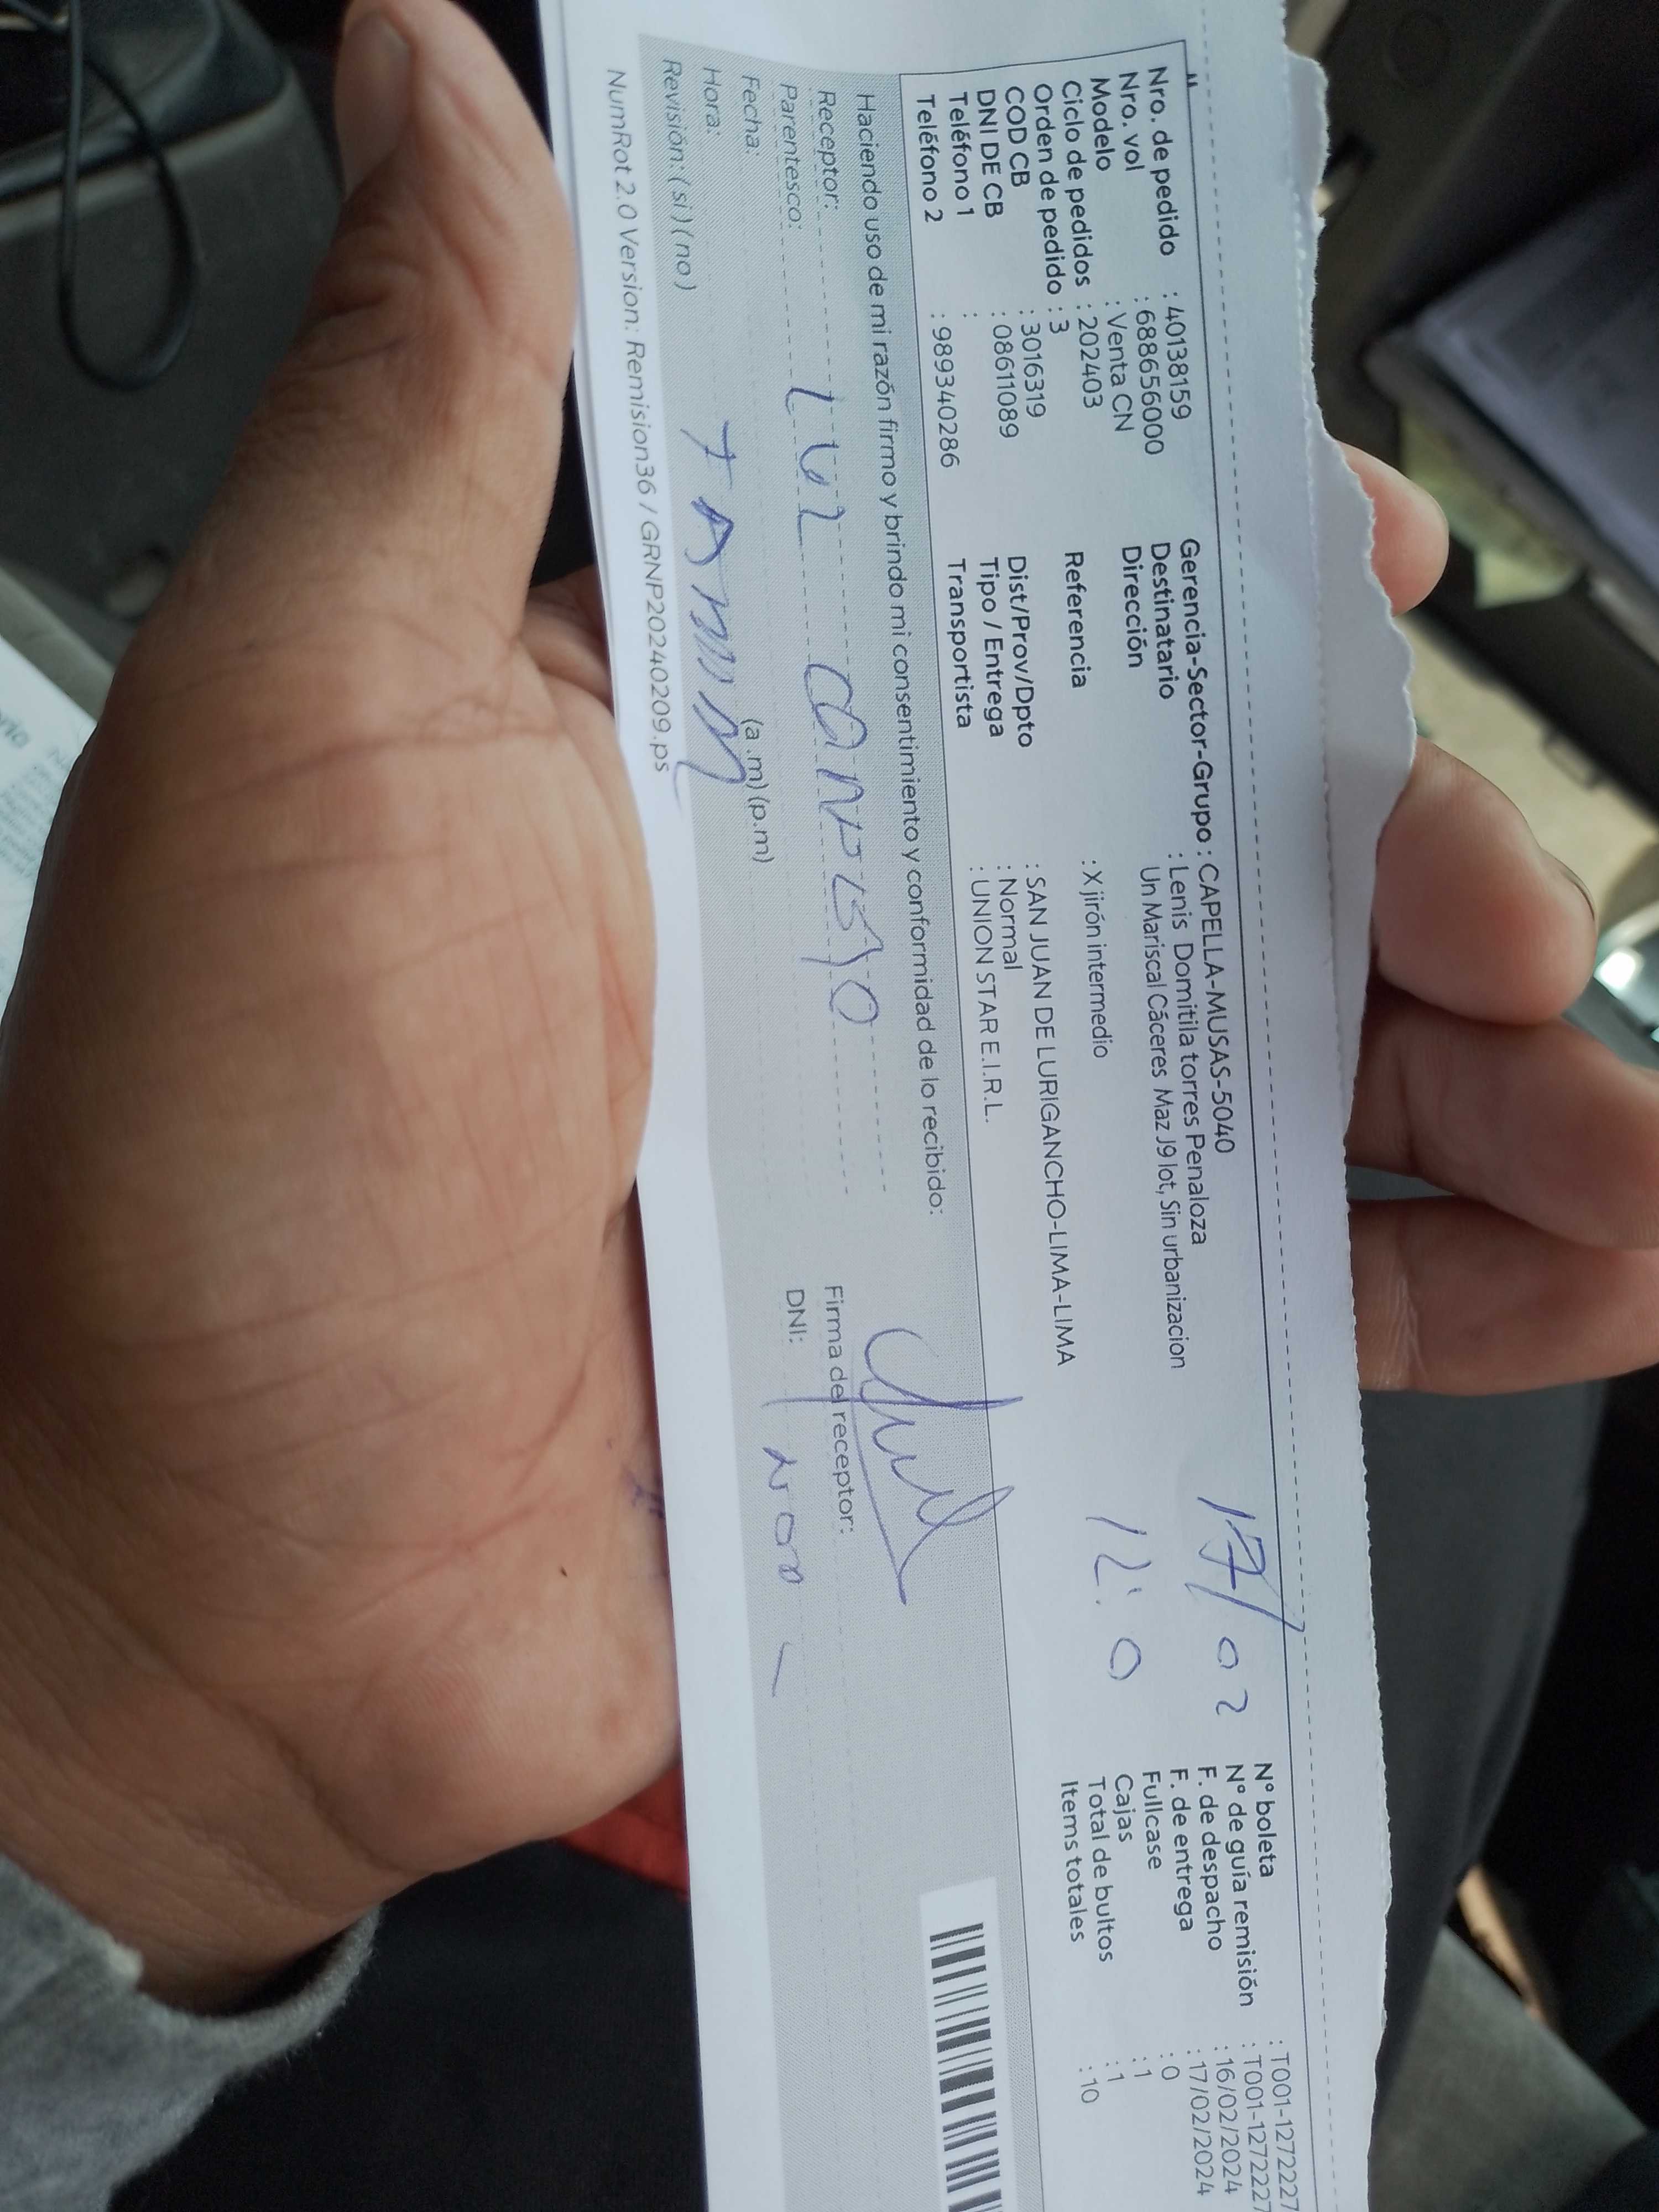 Nro. de pedido : 40138159
Nro. vol : 688656000
Modelo : Venta CN
Ciclo de pedidos : 202403
Orden de pedido : 3
COD CB : 3016319
DNI DE CB : 08611089
Teléfono 1 :
Teléfono 2 : 989340286
Gerencia-Sector-Grupo : CAPELLA-MUSAS-5040
Destinatario : Lenis Domitila torres Penaloza
Dirección Un Mariscal Cáceres Maz J9 lot, Sin urbanizacion
Referencia : X jirón intermedio
Dist/Prov/Dpto : SAN JUAN DE LURIGANCHO-LIMA-LIMA
Tipo / Entrega : Normal
Transportista : UNION STAR E.I.R.L.
17/02
12:0
N° boleta : T001-1272227
N° de guía remisión : T001-1272227
F. de despacho : 16/02/2024
F. de entrega : 17/02/2024
Fullcase : 0
Cajas : 1
Total de bultos : 1
Items totales : 10
Haciendo uso de mi razón firmo y brindo mi consentimiento y conformidad de lo recibido:
Receptor:
Parentesco: Luz
Fecha:
Hora: (a.m) (p.m)
Revisión: (si) (no)
Firma del receptor:
DNI:
NumRot 2.0 Version: Remision36 / GRNP20240209.ps